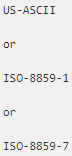 US-ASCII
or
ISO-8859-1
or
ISO-8859-7